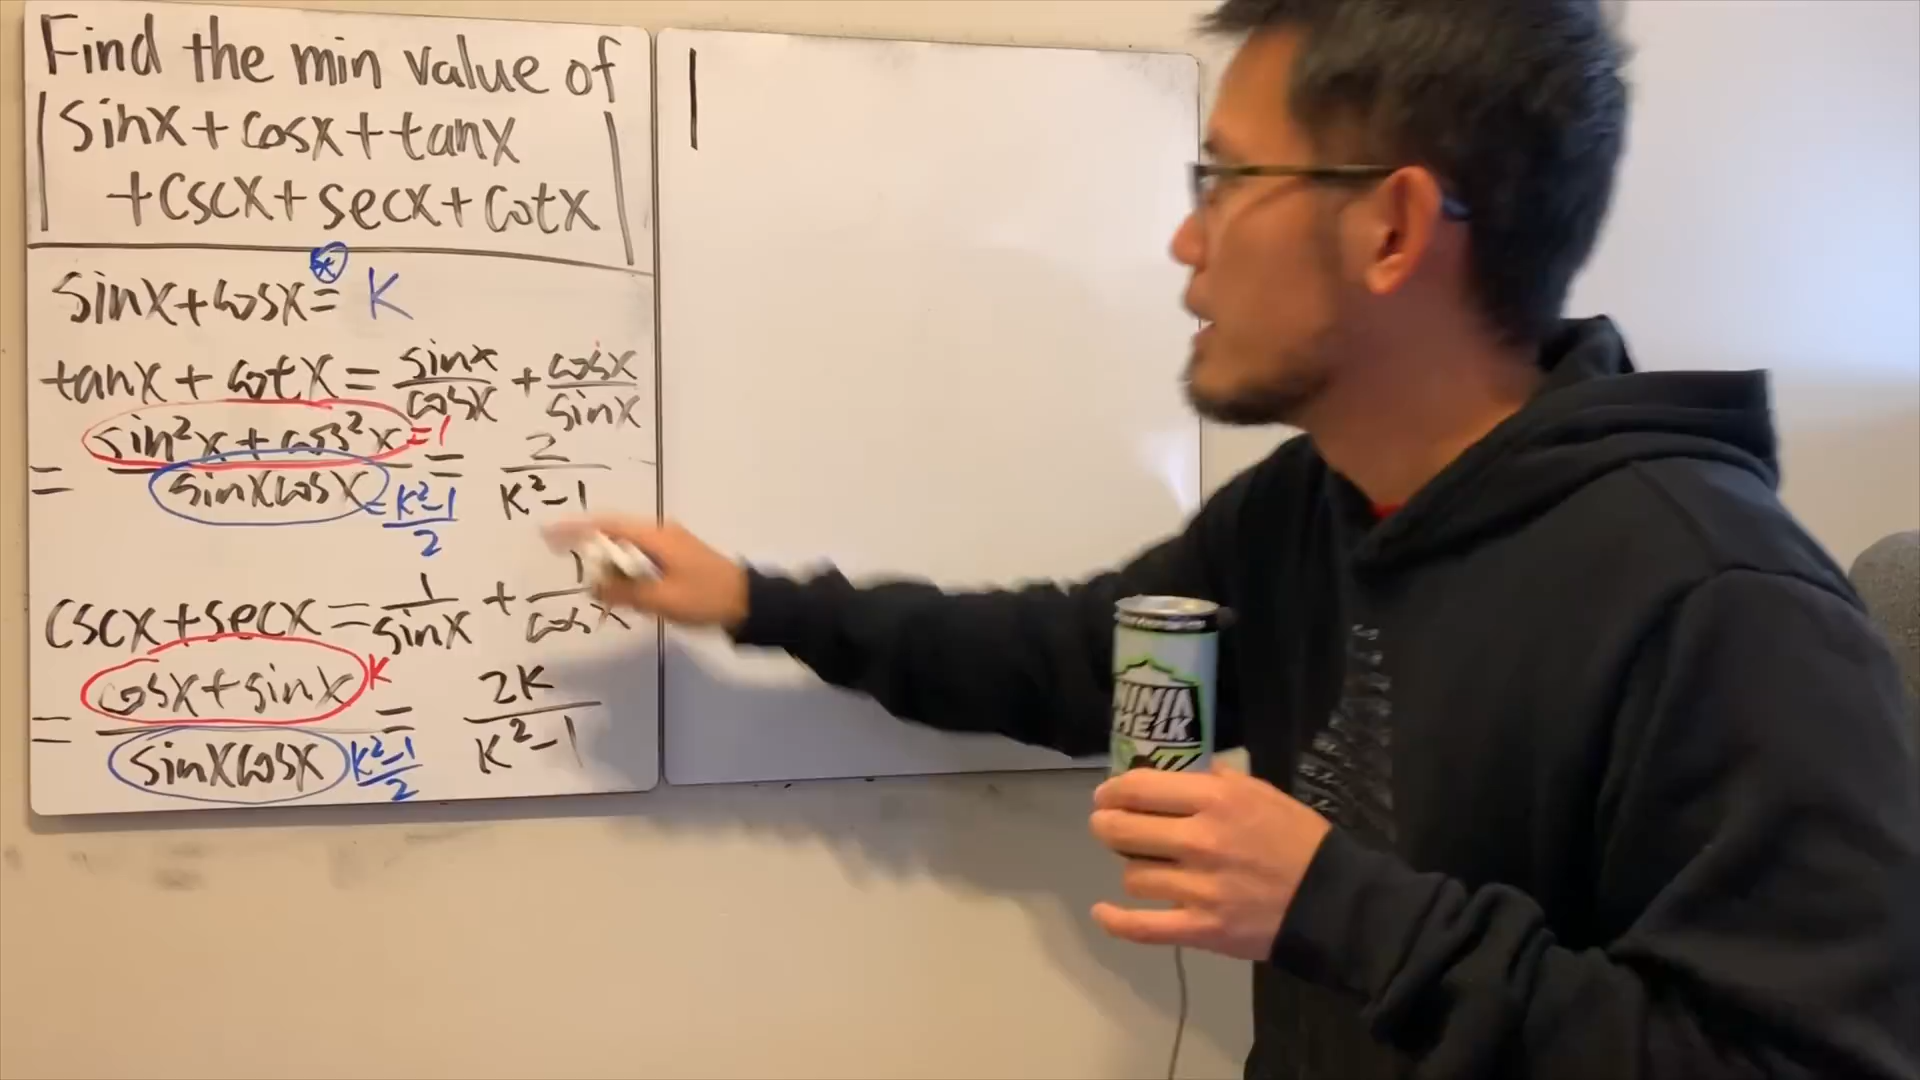 Find the min value of
| sinx + cosx + tanx
+ cscx + secx + cotx |
sinx + cosx =* K
tanx + cotx = sinx/cosx + cosx/sinx
= (sin²x + cos²x =1)/(sinxcosx = (K²-1)/2) = 2/(K²-1)
cscx + secx = 1/sinx + 1/cosx
= (cosx + sinx K)/(sinxcosx (K²-1)/2) = 2K/(K²-1)
|
NINJA
MELK